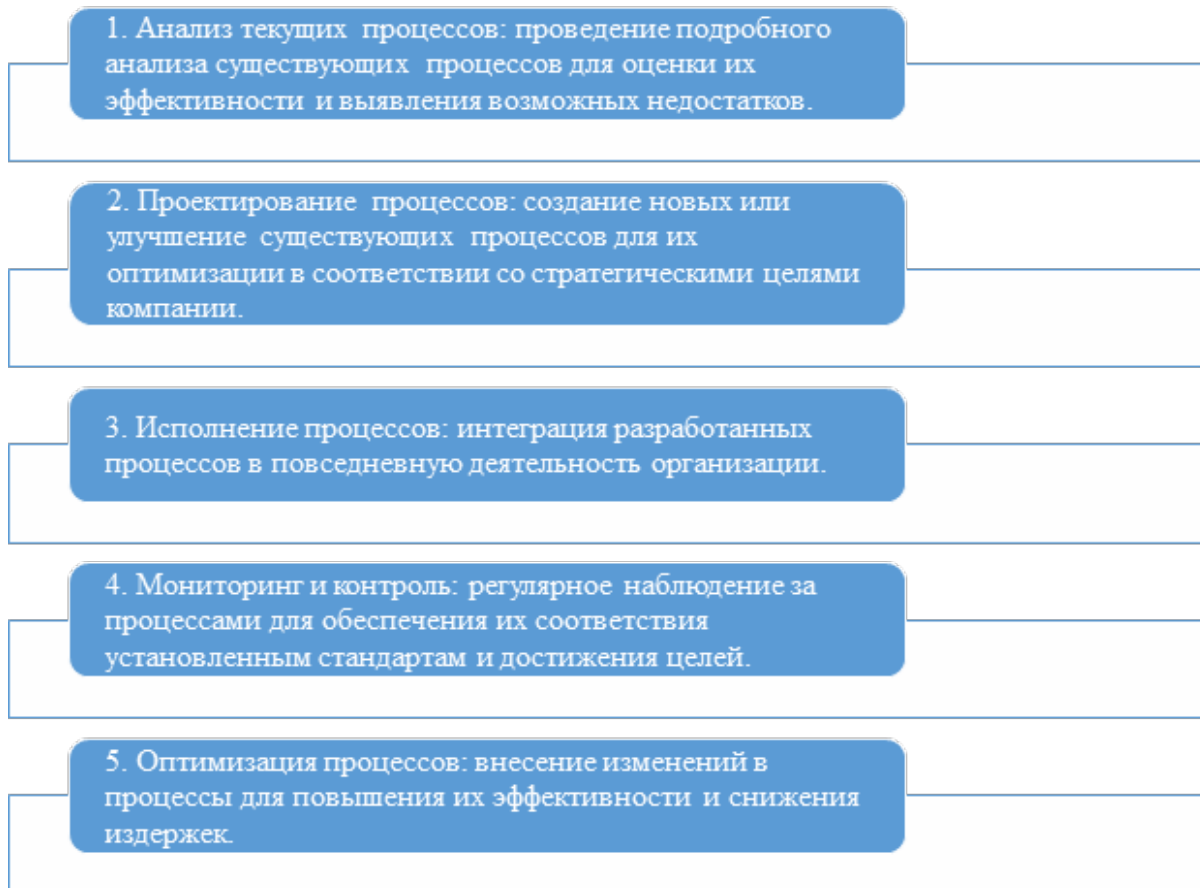 1. Анализ текущих процессов: проведение подробного
анализа существующих процессов для оценки их
эффективности и выявления возможных недостатков.
2. Проектирование процессов: создание новых или
улучшение существующих процессов для их
оптимизации в соответствии со стратегическими целями
компании.
3. Исполнение процессов: интеграция разработанных
процессов в повседневную деятельность организации.
4. Мониторинг и контроль: регулярное наблюдение за
процессами для обеспечения их соответствия
установленным стандартам и достижения целей.
5. Оптимизация процессов: внесение изменений в
процессы для повышения их эффективности и снижения
издержек.